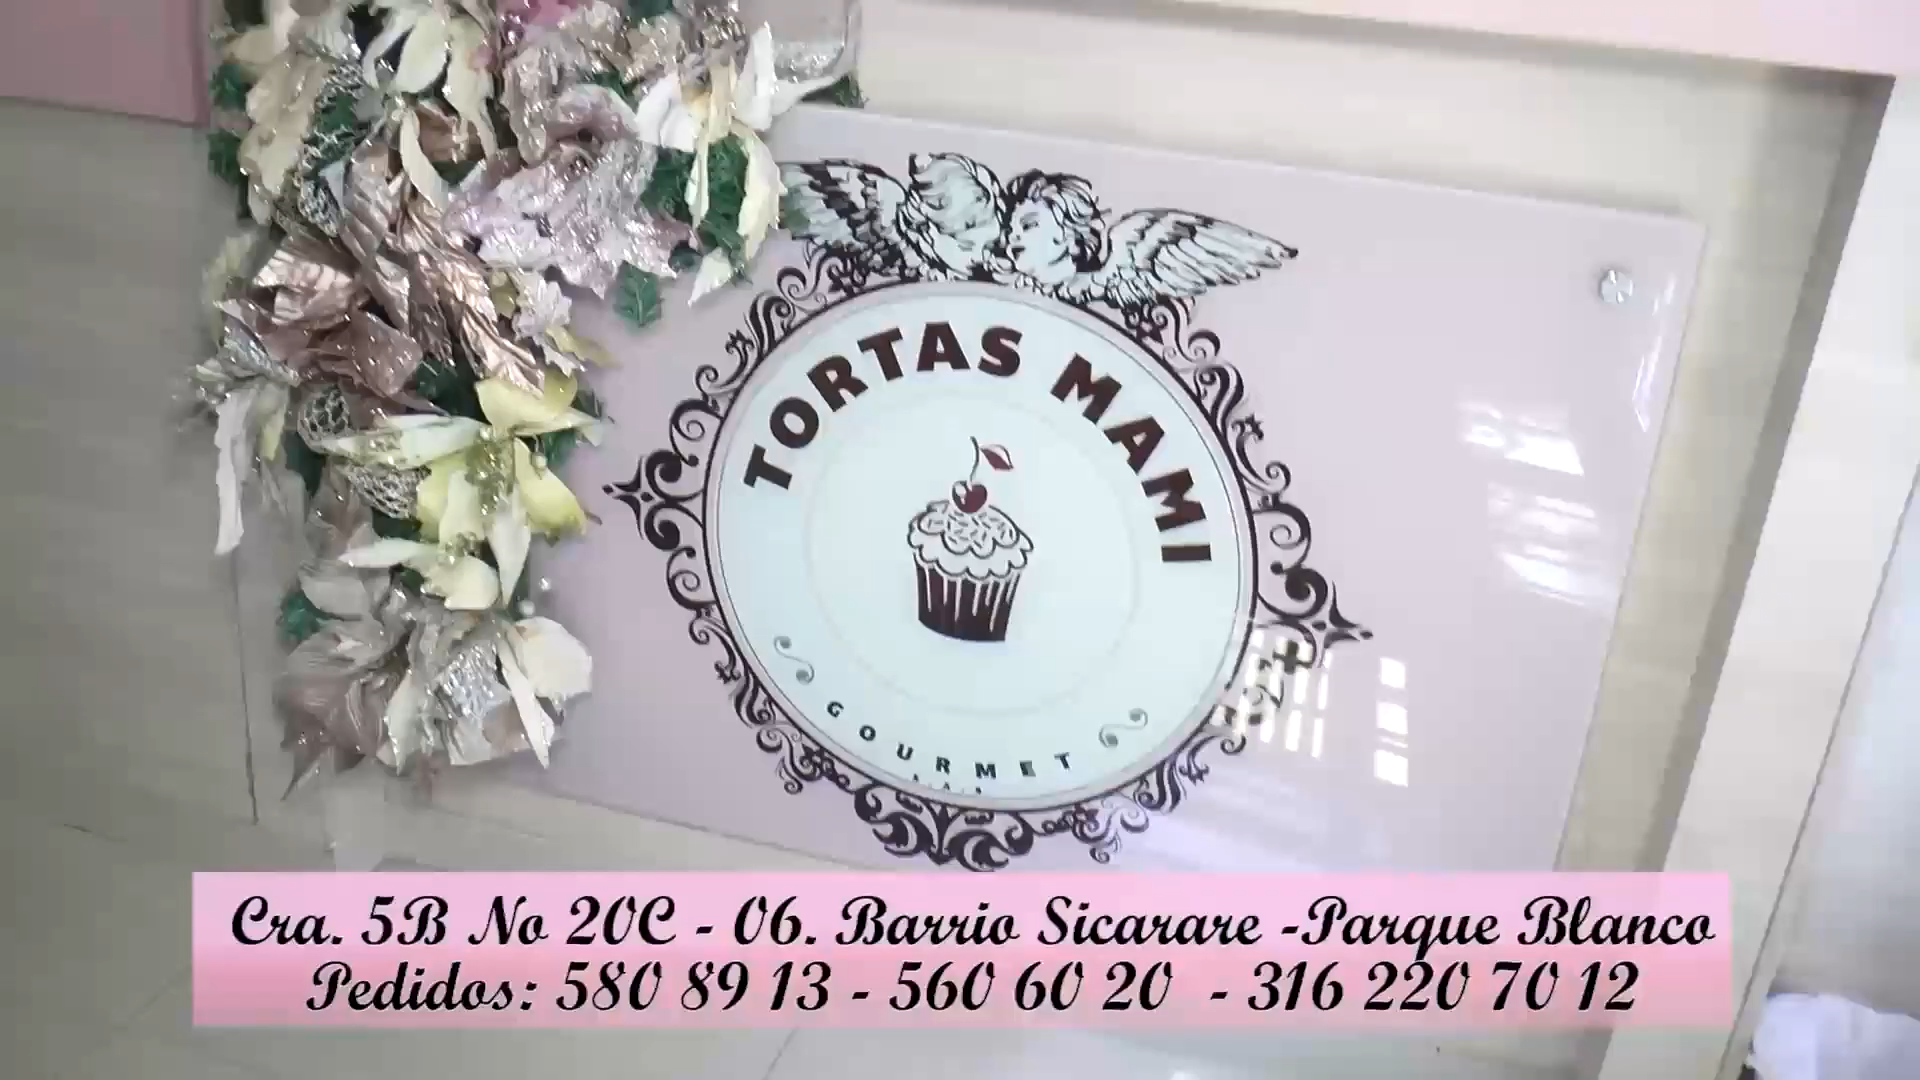 TORTAS MAMI
GOURMET
Cra. 5B No 20C - 06. Barrio Sicarare -Parque Blanco
Pedidos: 580 89 13 - 560 60 20 - 316 220 70 12